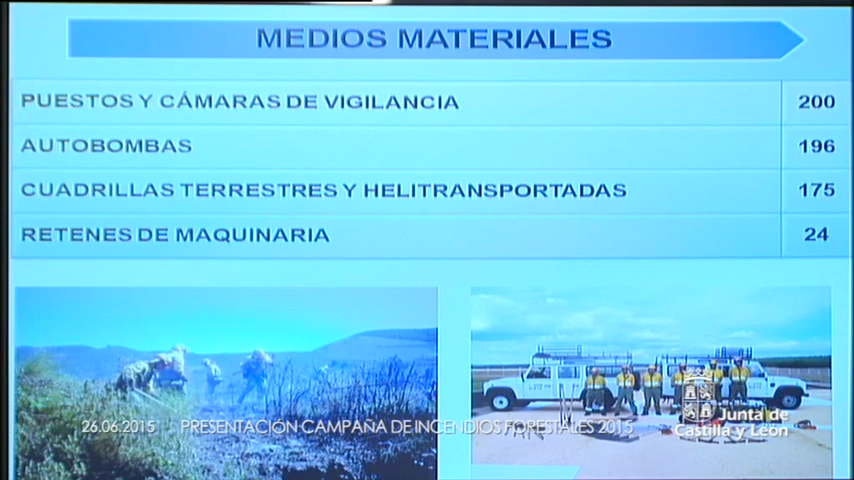 MEDIOS MATERIALES
PUESTOS Y CÁMARAS DE VIGILANCIA 200
AUTOBOMBAS 196
CUADRILLAS TERRESTRES Y HELITRANSPORTADAS 175
RETENES DE MAQUINARIA 24
26.06.2015 PRESENTACIÓN CAMPAÑA DE INCENDIOS FORESTALES 2015
Junta de
Castilla y León